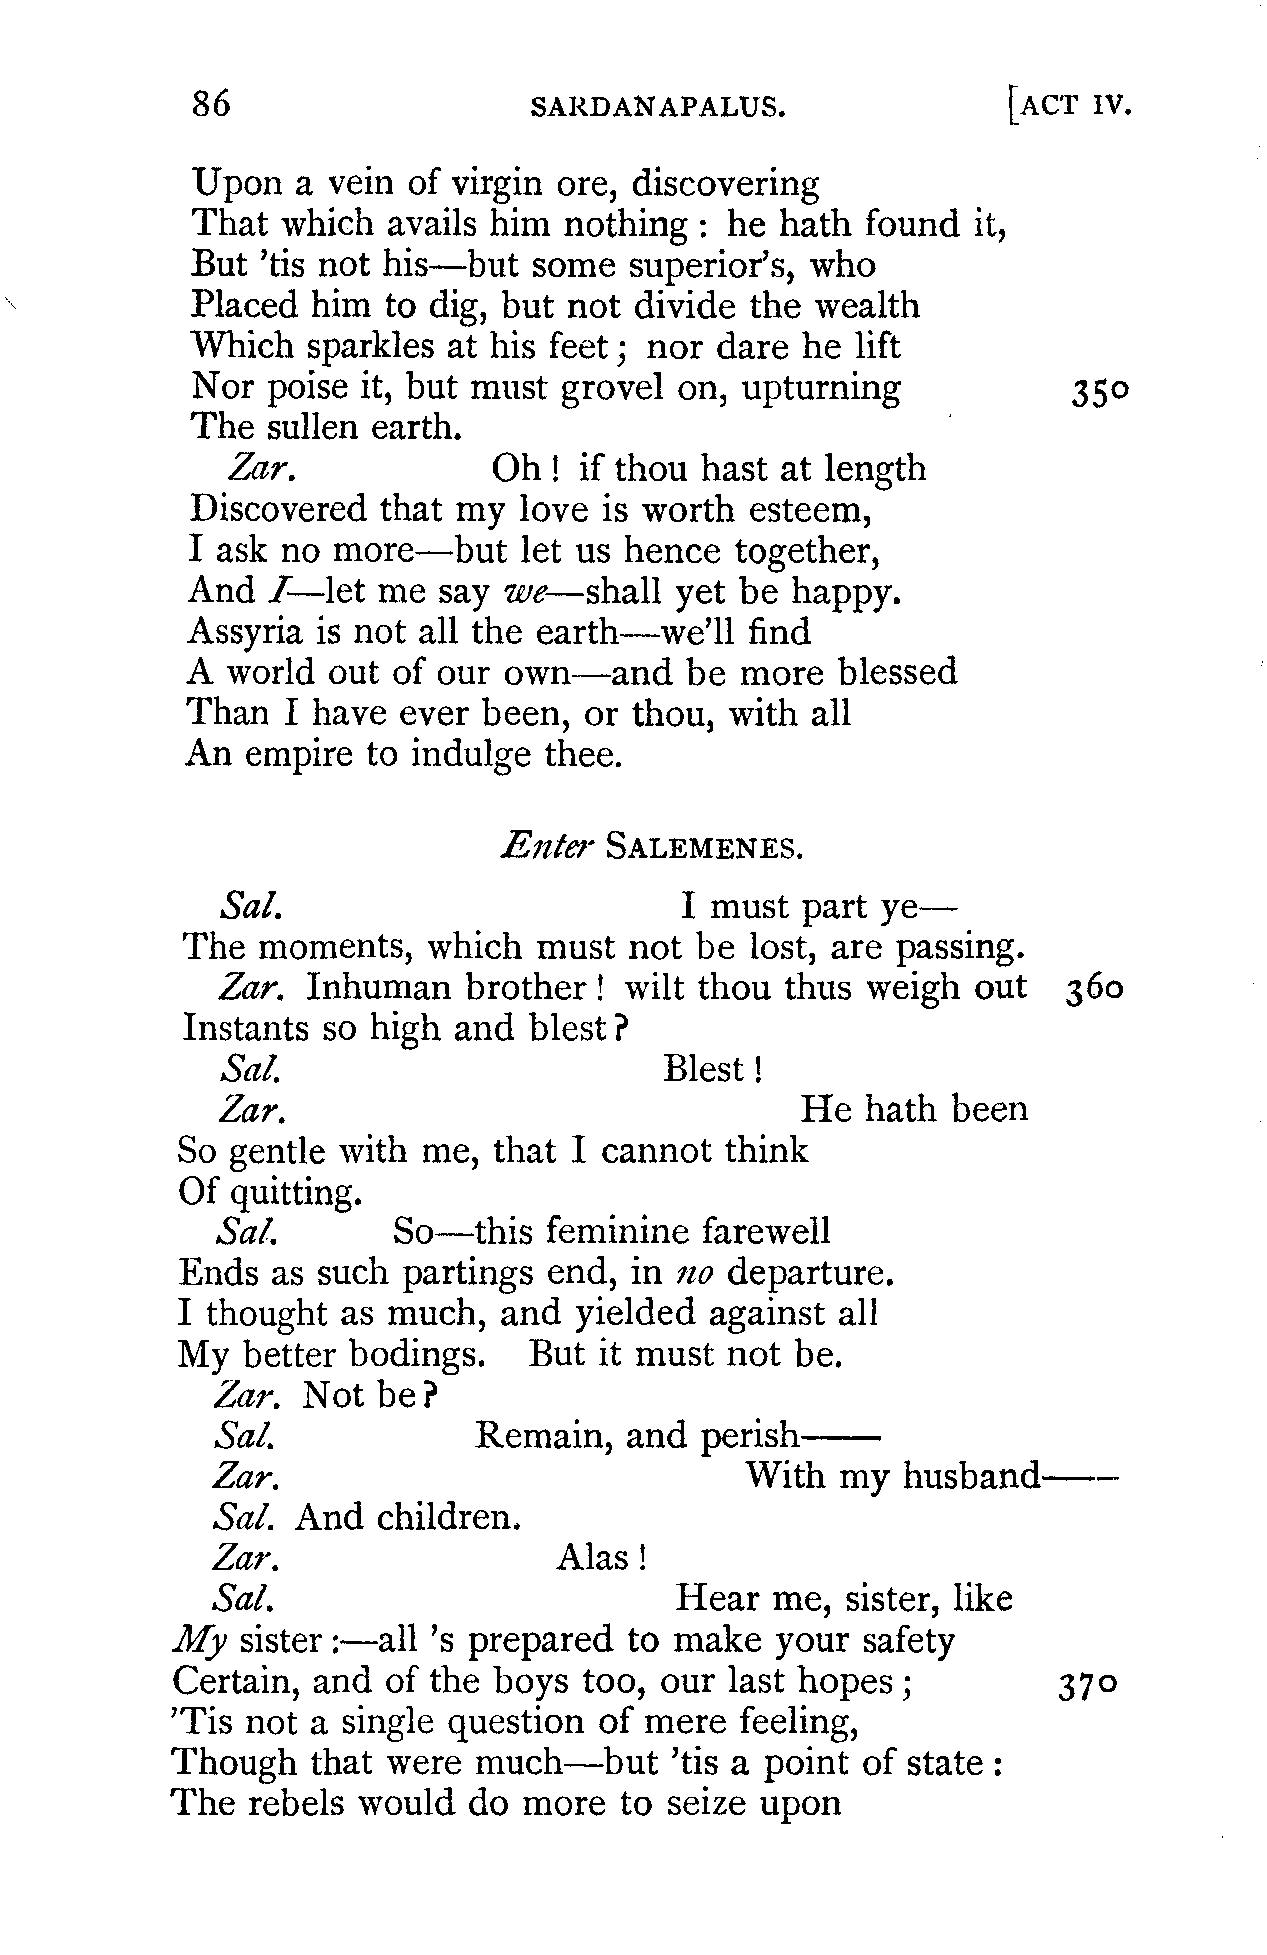 86 SARDANAPALUS. [ACT IV.
Upon a vein of virgin ore, discovering
That which avails him nothing : he hath found it,
But 'tis not his—but some superior's, who
Placed him to dig, but not divide the wealth
Which sparkles at his feet ; nor dare he lift
Nor poise it, but must grovel on, upturning 350
The sullen earth.
Zar. Oh ! if thou hast at length
Discovered that my love is worth esteem,
I ask no more—but let us hence together,
And I—let me say we—shall yet be happy.
Assyria is not all the earth—we'll find
A world out of our own—and be more blessed
Than I have ever been, or thou, with all
An empire to indulge thee.
Enter SALEMENES.
Sal. I must part ye—
The moments, which must not be lost, are passing.
Zar. Inhuman brother ! wilt thou thus weigh out 360
Instants so high and blest ?
Sal. Blest !
Zar. He hath been
So gentle with me, that I cannot think
Of quitting.
Sal. So—this feminine farewell
Ends as such partings end, in no departure.
I thought as much, and yielded against all
My better bodings. But it must not be.
Zar. Not be ?
Sal. Remain, and perish——
Zar. With my husband——
Sal. And children.
Zar. Alas !
Sal. Hear me, sister, like
My sister :—all 's prepared to make your safety
Certain, and of the boys too, our last hopes ; 370
'Tis not a single question of mere feeling,
Though that were much—but 'tis a point of state :
The rebels would do more to seize upon